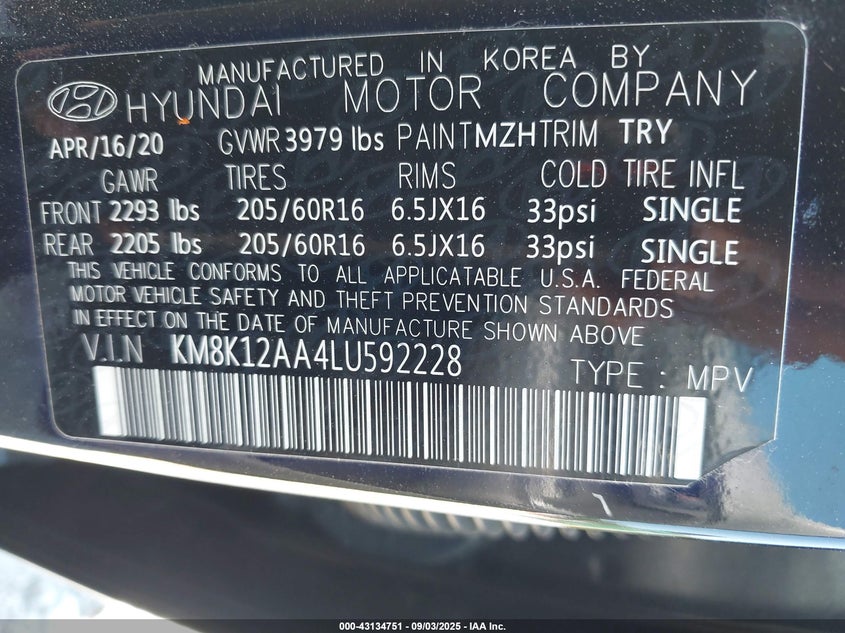 MANUFACTURED IN KOREA BY
HYUNDAI MOTOR COMPANY
APR/16/20 GVWR 3979 lbs PAINT MZH TRIM TRY
GAWR TIRES RIMS COLD TIRE INFL
FRONT 2293 lbs 205/60R16 6.5JX16 33psi SINGLE
REAR 2205 lbs 205/60R16 6.5JX16 33psi SINGLE
THIS VEHICLE CONFORMS TO ALL APPLICATABLE U.S.A. FEDERAL
MOTOR VEHICLE SAFETY AND THEFT PREVENTION STANDARDS
IN EFFECT ON THE DATE OF MANUFACTURE SHOWN ABOVE
V.I.N KM8K12AA4LU592228
TYPE : MPV
000-43134751 - 09/03/2025 - IAA Inc.